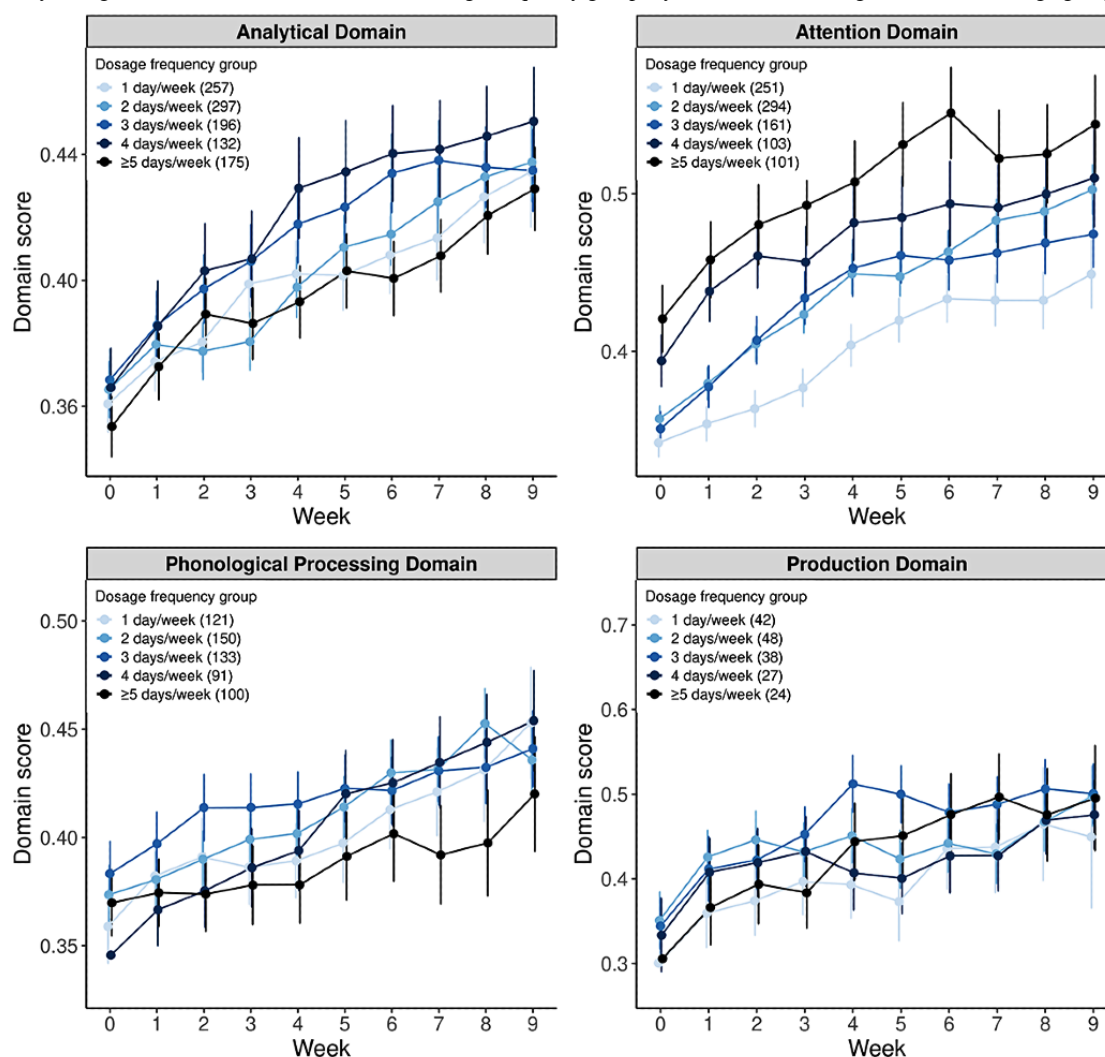 Analytical Domain
Dosage frequency group
1 day/week (257)
2 days/week (297)
3 days/week (196)
4 days/week (132)
≥5 days/week (175)
Domain score
0.44
0.40
0.36
0 1 2 3 4 5 6 7 8 9
Week
Attention Domain
Dosage frequency group
1 day/week (251)
2 days/week (294)
3 days/week (161)
4 days/week (103)
≥5 days/week (101)
Domain score
0.5
0.4
0 1 2 3 4 5 6 7 8 9
Week
Phonological Processing Domain
Dosage frequency group
1 day/week (121)
2 days/week (150)
3 days/week (133)
4 days/week (91)
≥5 days/week (100)
Domain score
0.50
0.45
0.40
0.35
0 1 2 3 4 5 6 7 8 9
Week
Production Domain
Dosage frequency group
1 day/week (42)
2 days/week (48)
3 days/week (38)
4 days/week (27)
≥5 days/week (24)
Domain score
0.7
0.7
0.5
0.4
0.3
0 1 2 3 4 5 6 7 8 9
Week